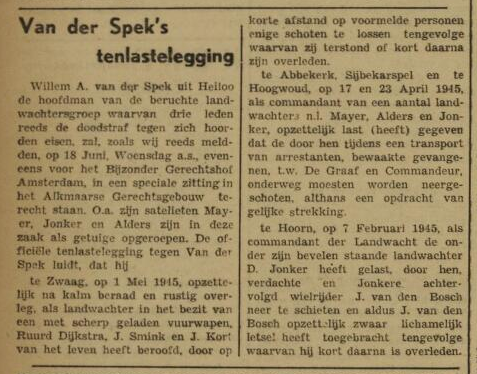 Van der Spek's
tenlastelegging
Willem A. van der Spek uit Heiloo
de hoofdman van de beruchte land-
wachtersgroep waarvan drie leden
reeds de doodstraf tegen zich hoor-
den eisen, zal, zoals wij reeds meld-
den, op 18 Juni, Woensdag a.s., even-
eens voor het Bijzonder Gerechtshof
Amsterdam, in een speciale zitting in
het Alkmaarse Gerechtsgebouw te-
recht staan. O.a. zijn satelieten May-
er, Jonker en Alders zijn in deze
zaak als getuige opgeroepen. De of-
ficiële tenlastelegging tegen Van der
Spek luidt, dat hij
te Zwaag, op 1 Mei 1945, opzette-
lijk na kalm beraad en rustig over-
leg, als landwachter in het bezit van
een met scherp geladen vuurwapen,
Ruurd Dijkstra, J. Smink en J. Kort
van het leven heeft beroofd, door op
korte afstand op voormelde personen
enige schoten te lossen tengevolge
waarvan zij terstond of kort daarna
zijn overleden.
te Abbekerk, Sijbekarspel en te
Hoogwoud, op 17 en 23 April 1945,
als commandant van een aantal land-
wachters n.l. Mayer, Alders en Jon-
ker, opzettelijk last (heeft) gegeven
dat de door hen tijdens een transport
van arrestanten, bewaakte gevange-
nen, t.w. De Graaf en Commandeur,
onderweg moesten worden neerge-
schoten, althans een opdracht van
gelijke strekking.
te Hoorn, op 7 Februari 1945, als
commandant der Landwacht de on-
der zijn bevelen staande landwachter
D. Jonker heeft gelast, door hen,
verdachte en Jonkere achter-
volgd wielrijder J. van den Bosch
neer te schieten en aldus J. van den
Bosch opzettelijk zwaar lichamelijk
letsel heeft toegebracht tengevolge
waarvan hij kort daarna is overleden.